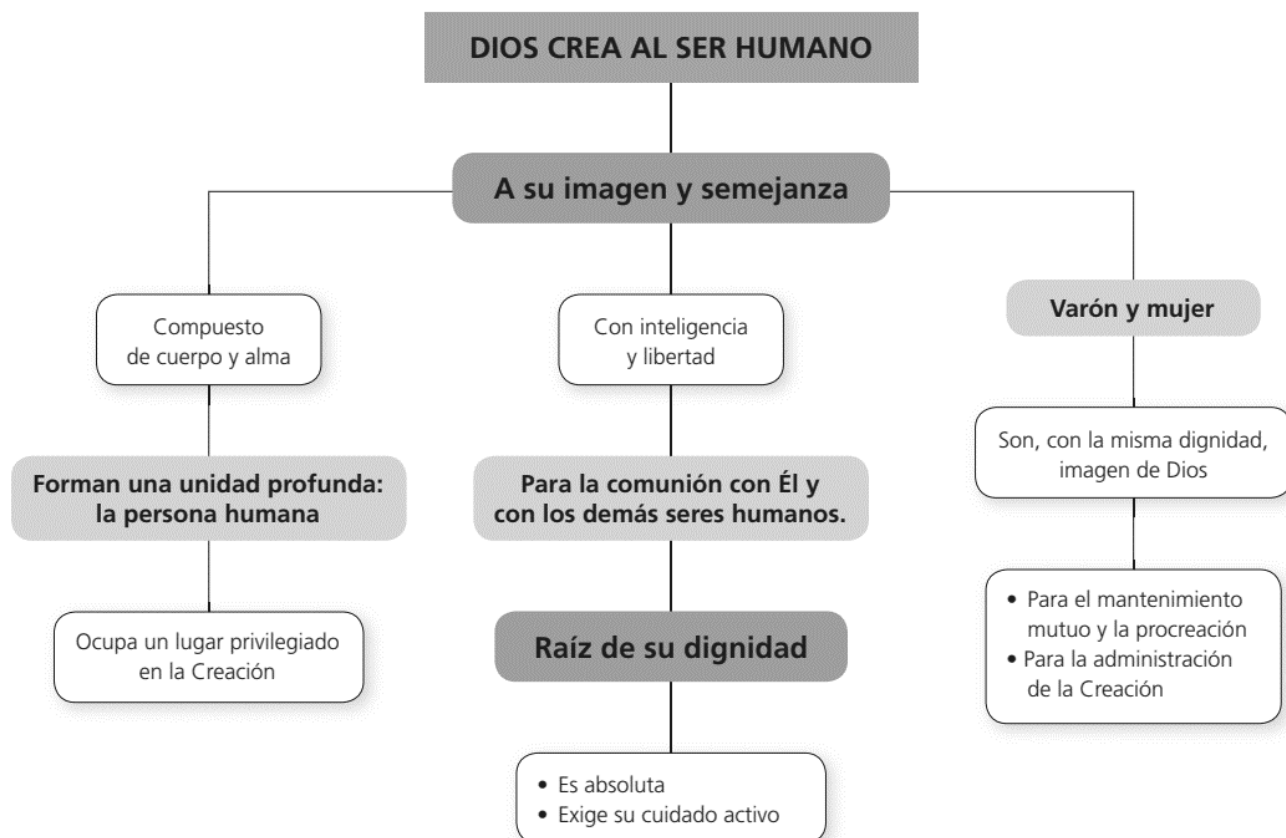 DIOS CREA AL SER HUMANO
A su imagen y semejanza
Compuesto
de cuerpo y alma
Forman una unidad profunda:
la persona humana
Ocupa un lugar privilegiado
en la Creación
Con inteligencia
y libertad
Para la comunión con Él y
con los demás seres humanos.
Raíz de su dignidad
• Es absoluta
• Exige su cuidado activo
Varón y mujer
Son, con la misma dignidad,
imagen de Dios
• Para el mantenimiento
mutuo y la procreación
• Para la administración
de la Creación